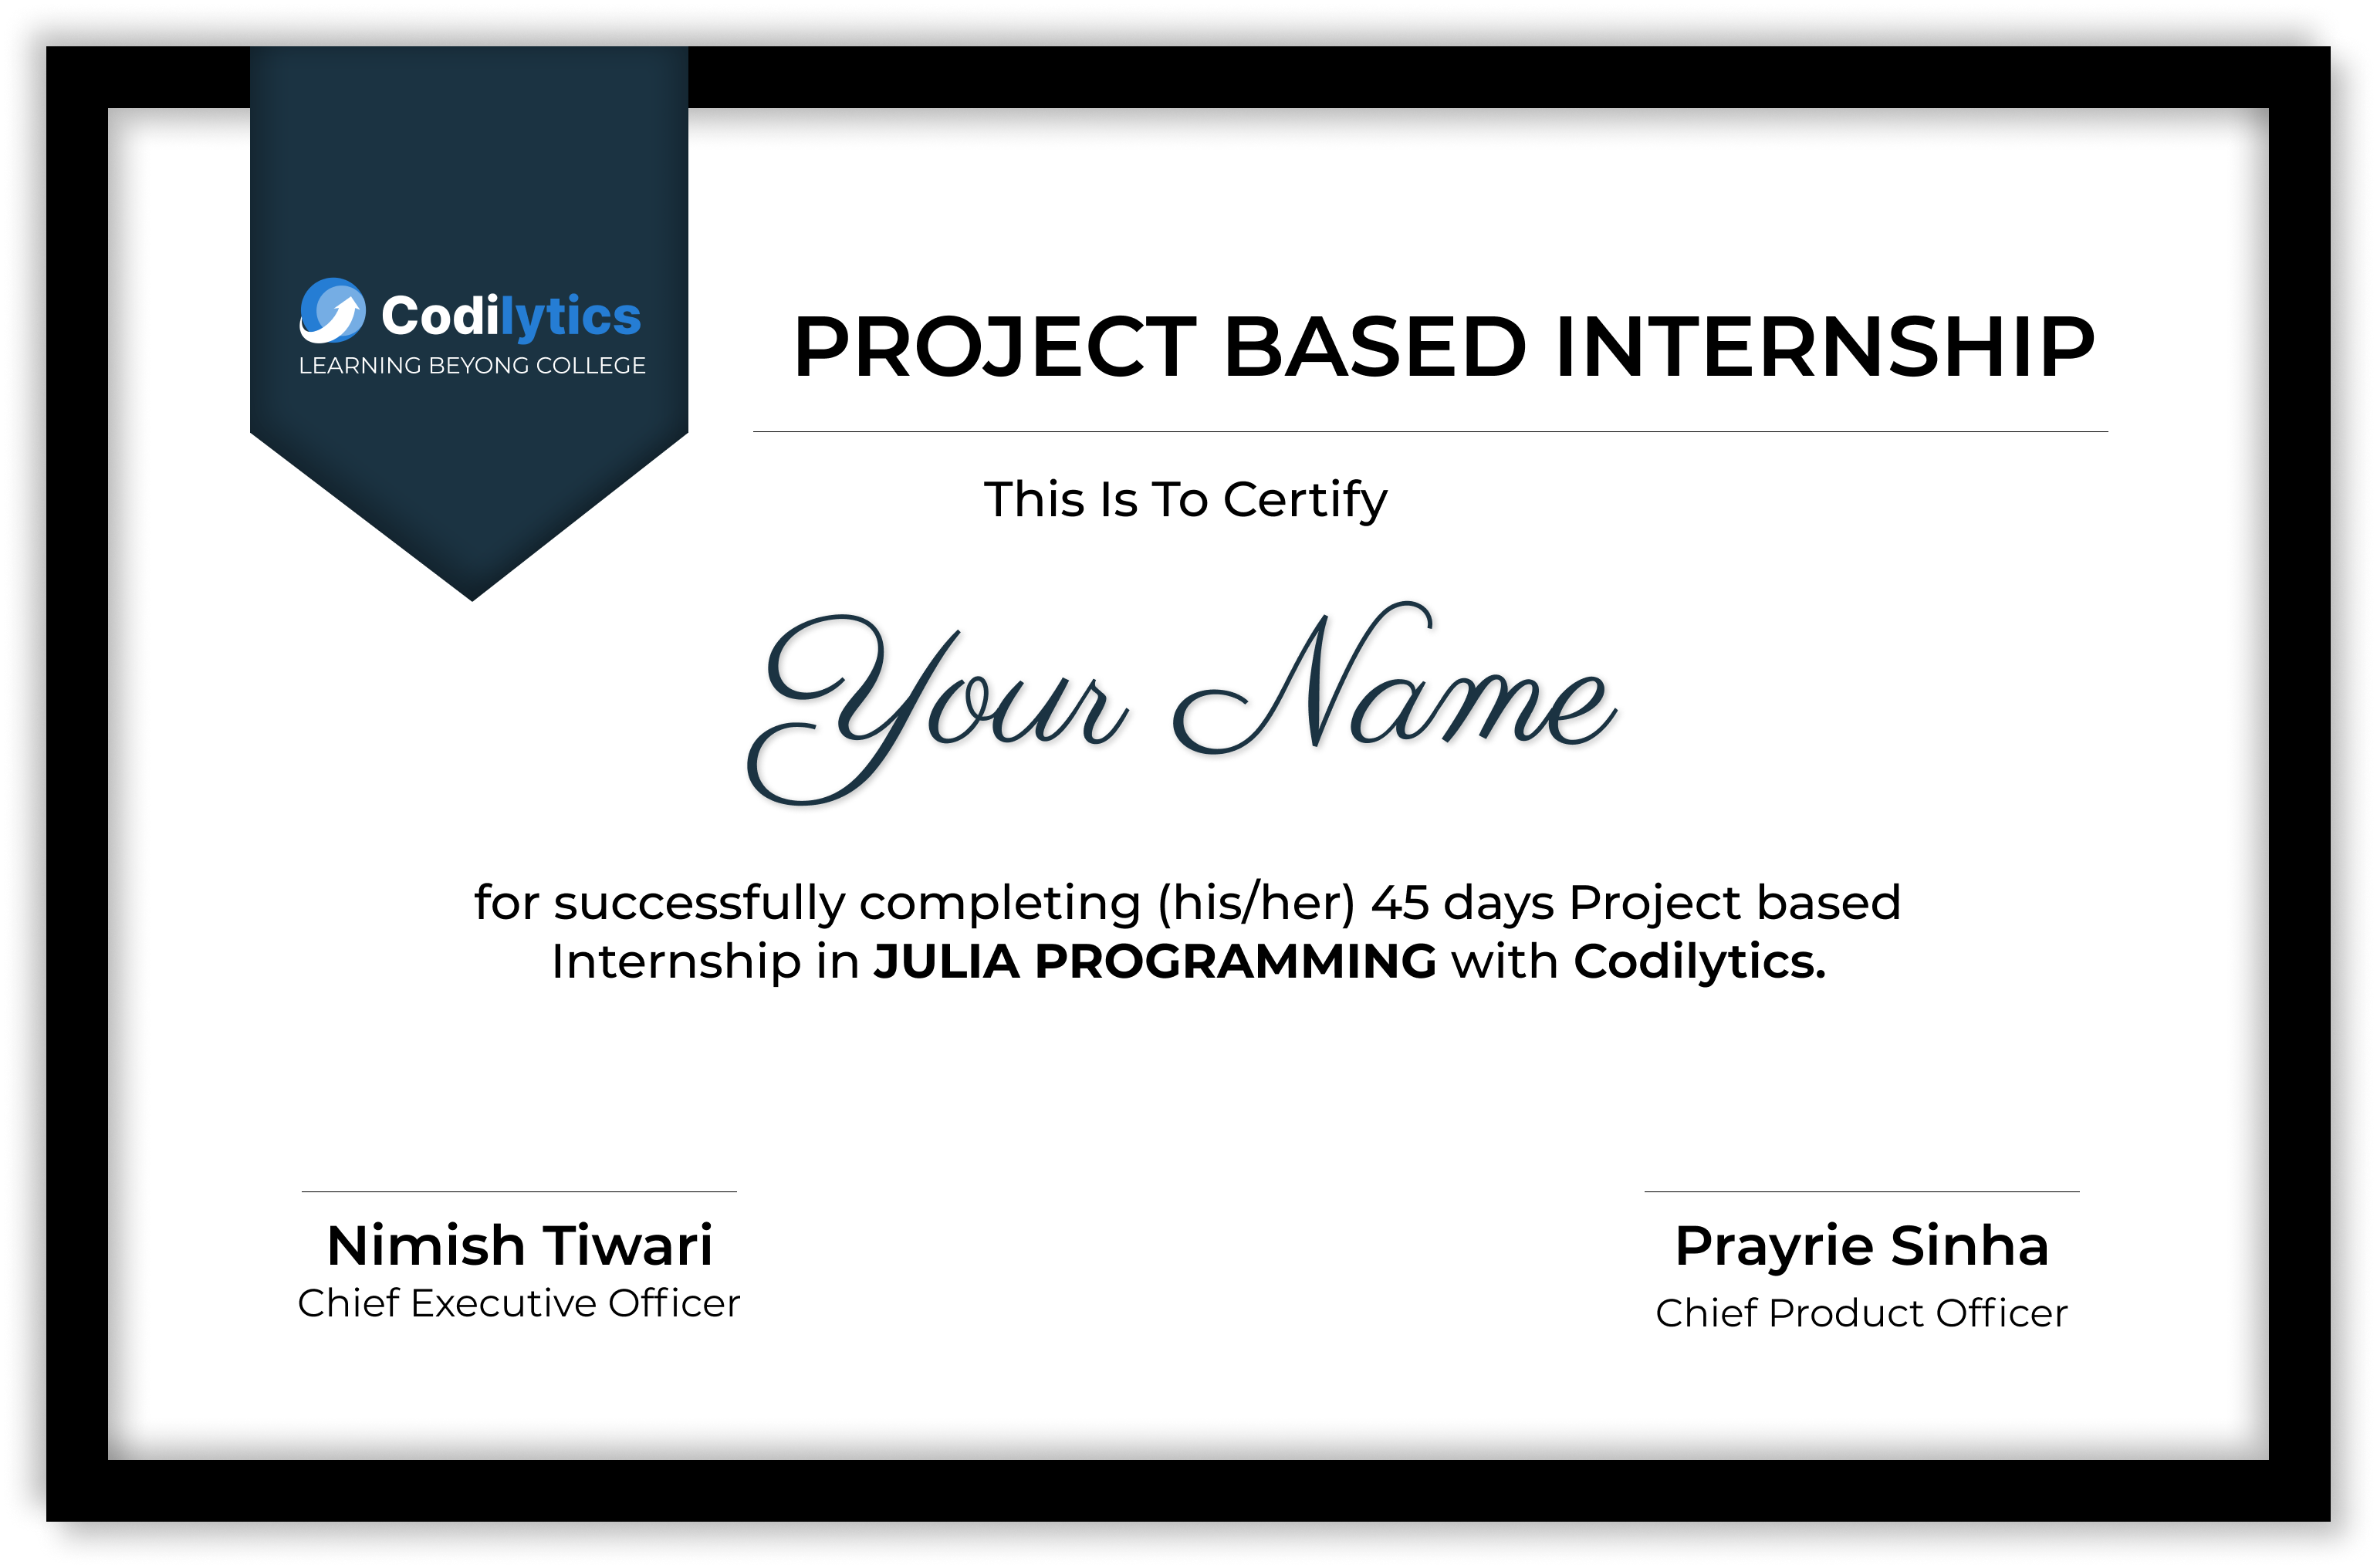 Codilytics
LEARNING BEYONG COLLEGE
PROJECT BASED INTERNSHIP
This Is To Certify
Your Name
for successfully completing (his/her) 45 days Project based
Internship in JULIA PROGRAMMING with Codilytics.
Nimish Tiwari
Chief Executive Officer
Prayrie Sinha
Chief Product Officer